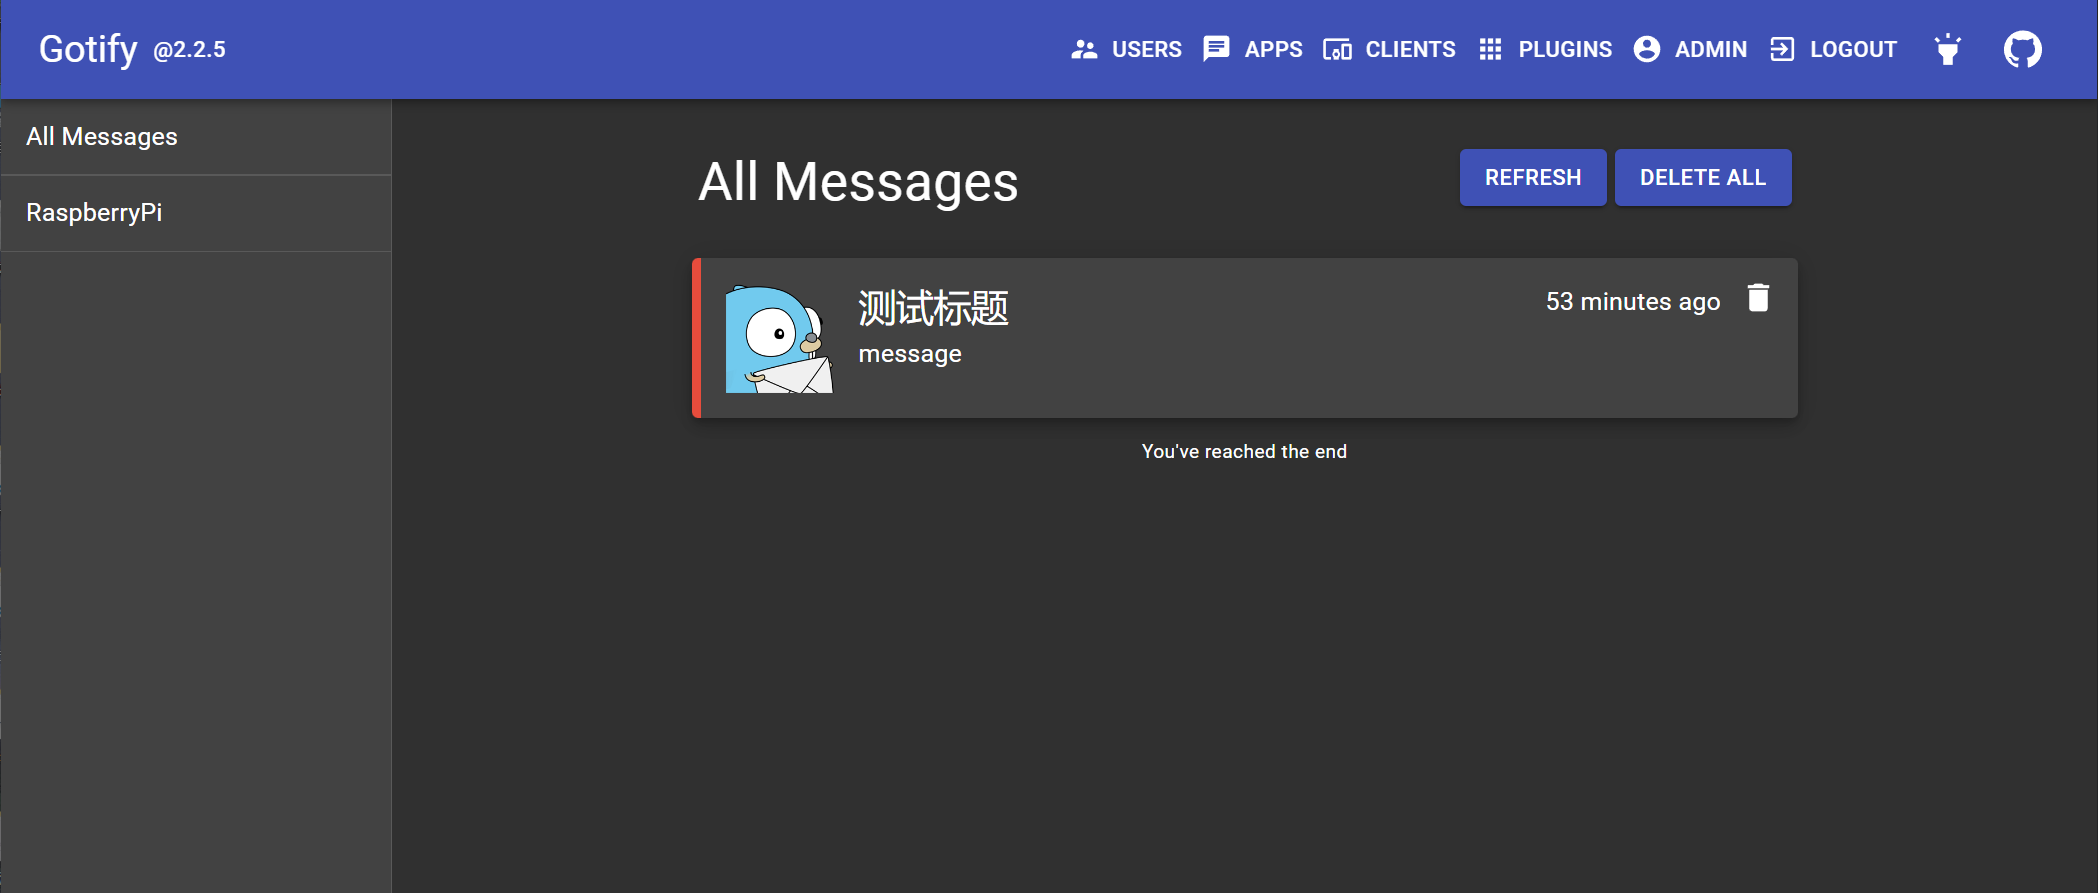 Gotify @2.2.5 USERS APPS CLIENTS PLUGINS ADMIN LOGOUT
All Messages
RaspberryPi
All Messages REFRESH DELETE ALL
测试标题 53 minutes ago
message
You've reached the end